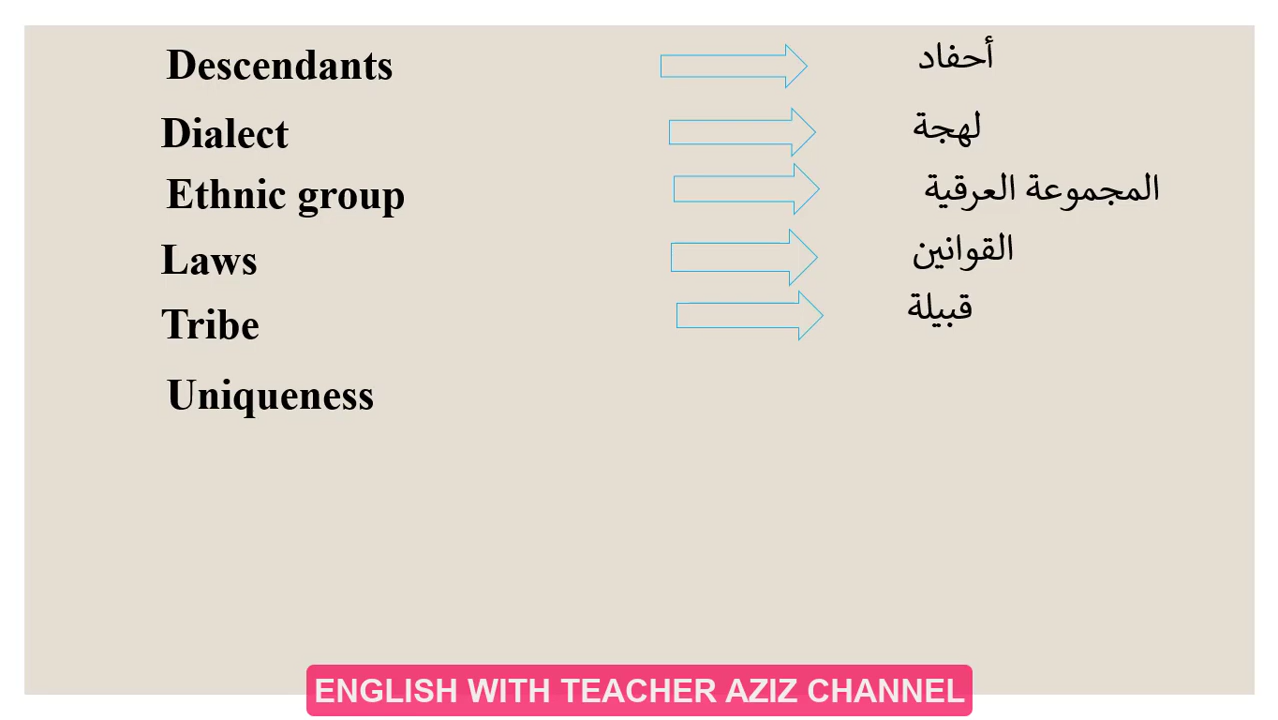 Descendants أحفاد
Dialect لهجة
Ethnic group المجموعة العرقية
Laws القوانين
Tribe قبيلة
Uniqueness
ENGLISH WITH TEACHER AZIZ CHANNEL